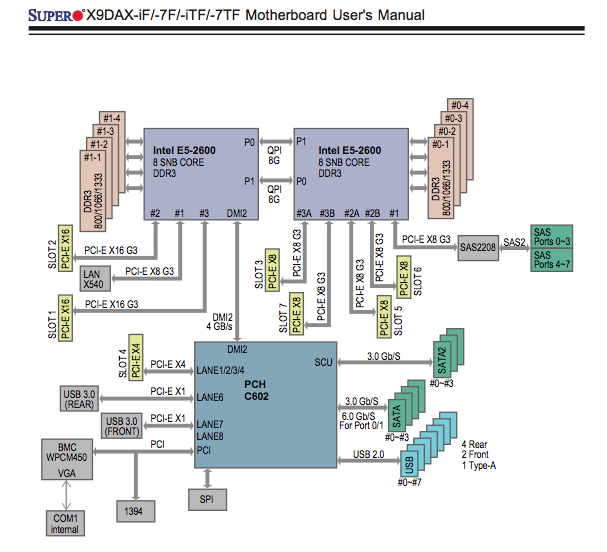 SUPER® X9DAX-iF/-7F/-iTF/-7TF Motherboard User's Manual
#1-4
#1-3
#1-2
#1-1
DDR3
800/1066/1333
Intel E5-2600
8 SNB CORE
DDR3
P0
P1
#2
#1
#3
DMI2
QPI
8G
QPI
8G
P1
P0
Intel E5-2600
8 SNB CORE
DDR3
#3A
#3B
#2A
#2B
#1
#0-4
#0-3
#0-2
#0-1
DDR3
800/1066/1333
SLOT 2
PCI-E X16
PCI-E X16 G3
LAN
X540
PCI-E X8 G3
SLOT 1
PCI-E X16
PCI-E X16 G3
DMI2
4 GB/s
SLOT 3
PCI-E X8
PCI-E X8 G3
SLOT 7
PCI-E X8
PCI-E X8 G3
PCI-E X8
SLOT 5
PCI-E X8 G3
PCI-E X8
SLOT 6
PCI-E X8 G3
PCI-E X8 G3
SAS2208
SAS2
SAS
Ports 0~3
SAS
Ports 4~7
SLOT 4
PCI-E X4
PCI-E X4
USB 3.0
(REAR)
PCI-E X1
USB 3.0
(FRONT)
PCI-E X1
BMC
WPCM450
VGA
PCI
COM1
internal
1394
SPI
DMI2
LANE1/2/3/4
PCH
C602
LANE6
LANE7
LANE8
PCI
SCU
3.0 Gb/S
SATA2
#0~#3
3.0 Gb/S
6.0 Gb/S
For Port 0/1
SATA
#0~#3
USB 2.0
USB
#0~#7
4 Rear
2 Front
1 Type-A